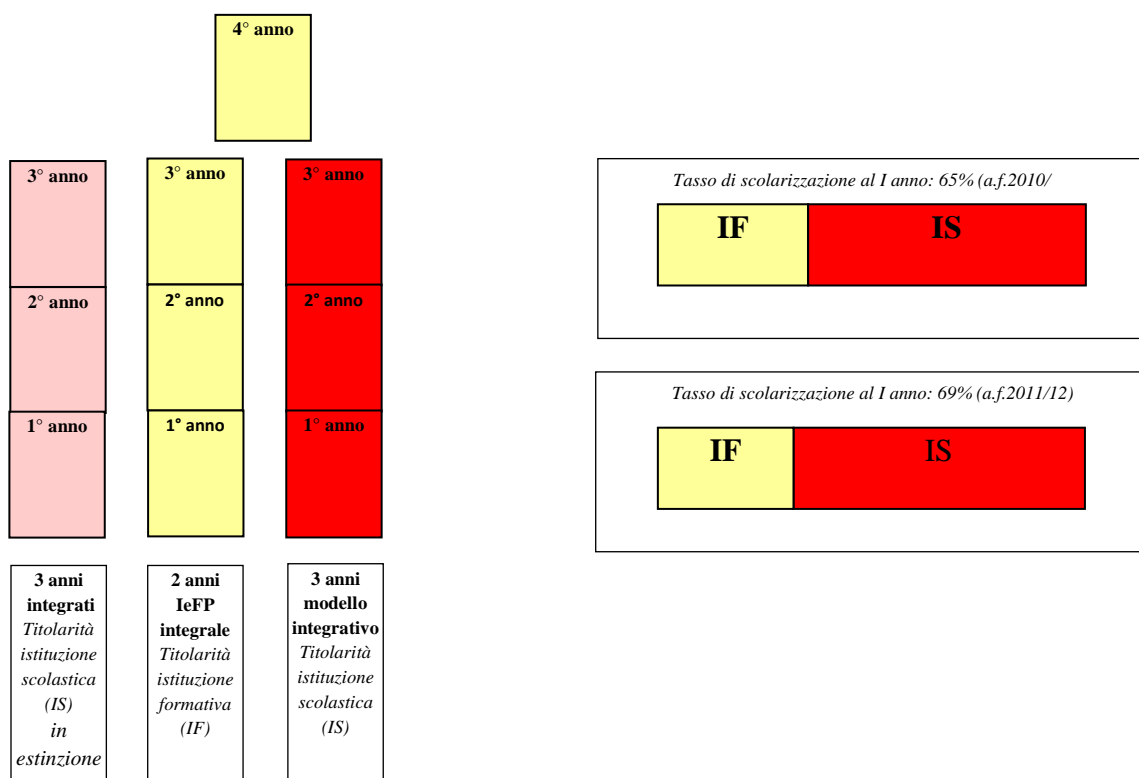 4° anno
3° anno
3° anno
3° anno
2° anno
2° anno
2° anno
1° anno
1° anno
1° anno
3 anni
integrati
Titolarità
istituzione
scolastica
(IS)
in
estinzione
2 anni
IeFP
integrale
Titolarità
istituzione
formativa
(IF)
3 anni
modello
integrativo
Titolarità
istituzione
scolastica
(IS)
Tasso di scolarizzazione al I anno: 65% (a.f.2010/
IF
IS
Tasso di scolarizzazione al I anno: 69% (a.f.2011/12)
IF
IS